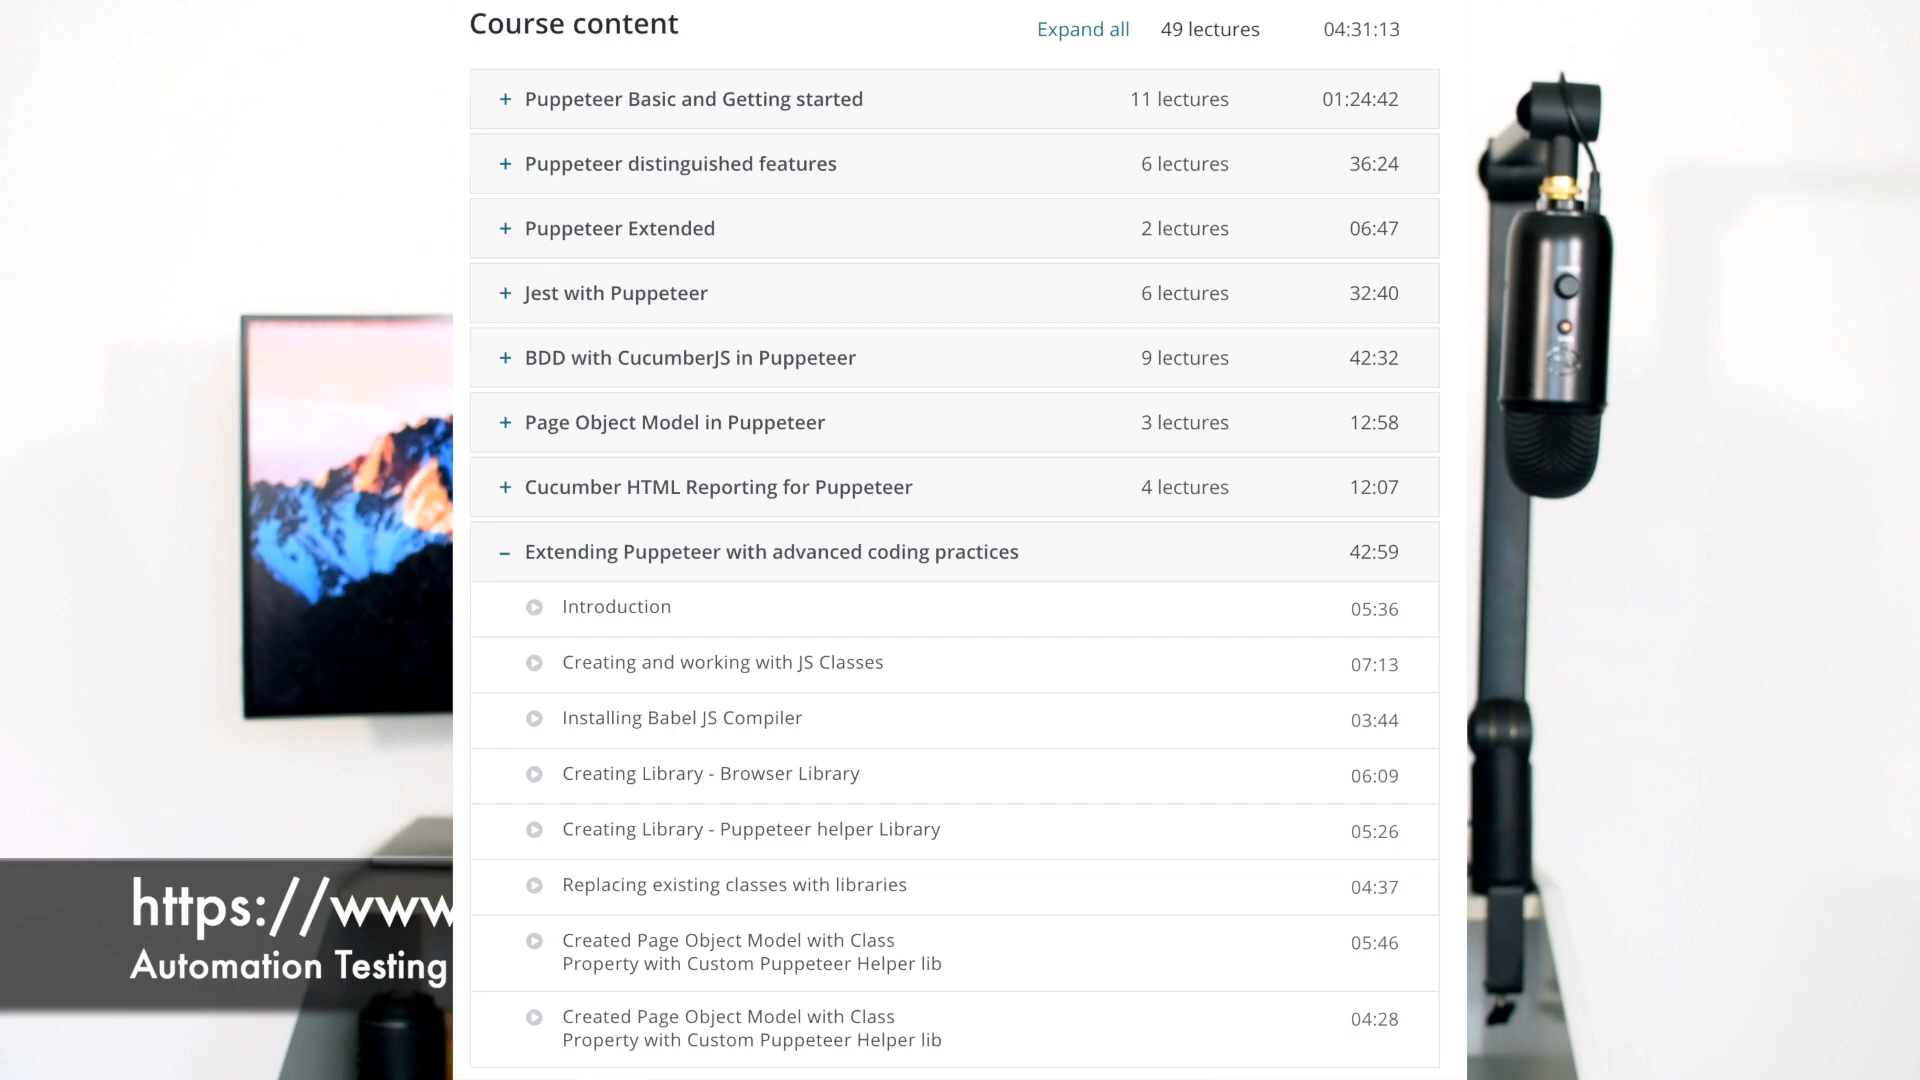 Course content Expand all 49 lectures 04:31:13
+ Puppeteer Basic and Getting started 11 lectures 01:24:42
+ Puppeteer distinguished features 6 lectures 36:24
+ Puppeteer Extended 2 lectures 06:47
+ Jest with Puppeteer 6 lectures 32:40
+ BDD with CucumberJS in Puppeteer 9 lectures 42:32
+ Page Object Model in Puppeteer 3 lectures 12:58
+ Cucumber HTML Reporting for Puppeteer 4 lectures 12:07
– Extending Puppeteer with advanced coding practices 42:59
Introduction 05:36
Creating and working with JS Classes 07:13
Installing Babel JS Compiler 03:44
Creating Library - Browser Library 06:09
Creating Library - Puppeteer helper Library 05:26
Replacing existing classes with libraries 04:37
Created Page Object Model with Class 05:46
Property with Custom Puppeteer Helper lib
Created Page Object Model with Class 04:28
Property with Custom Puppeteer Helper lib
https://www
Automation Testing